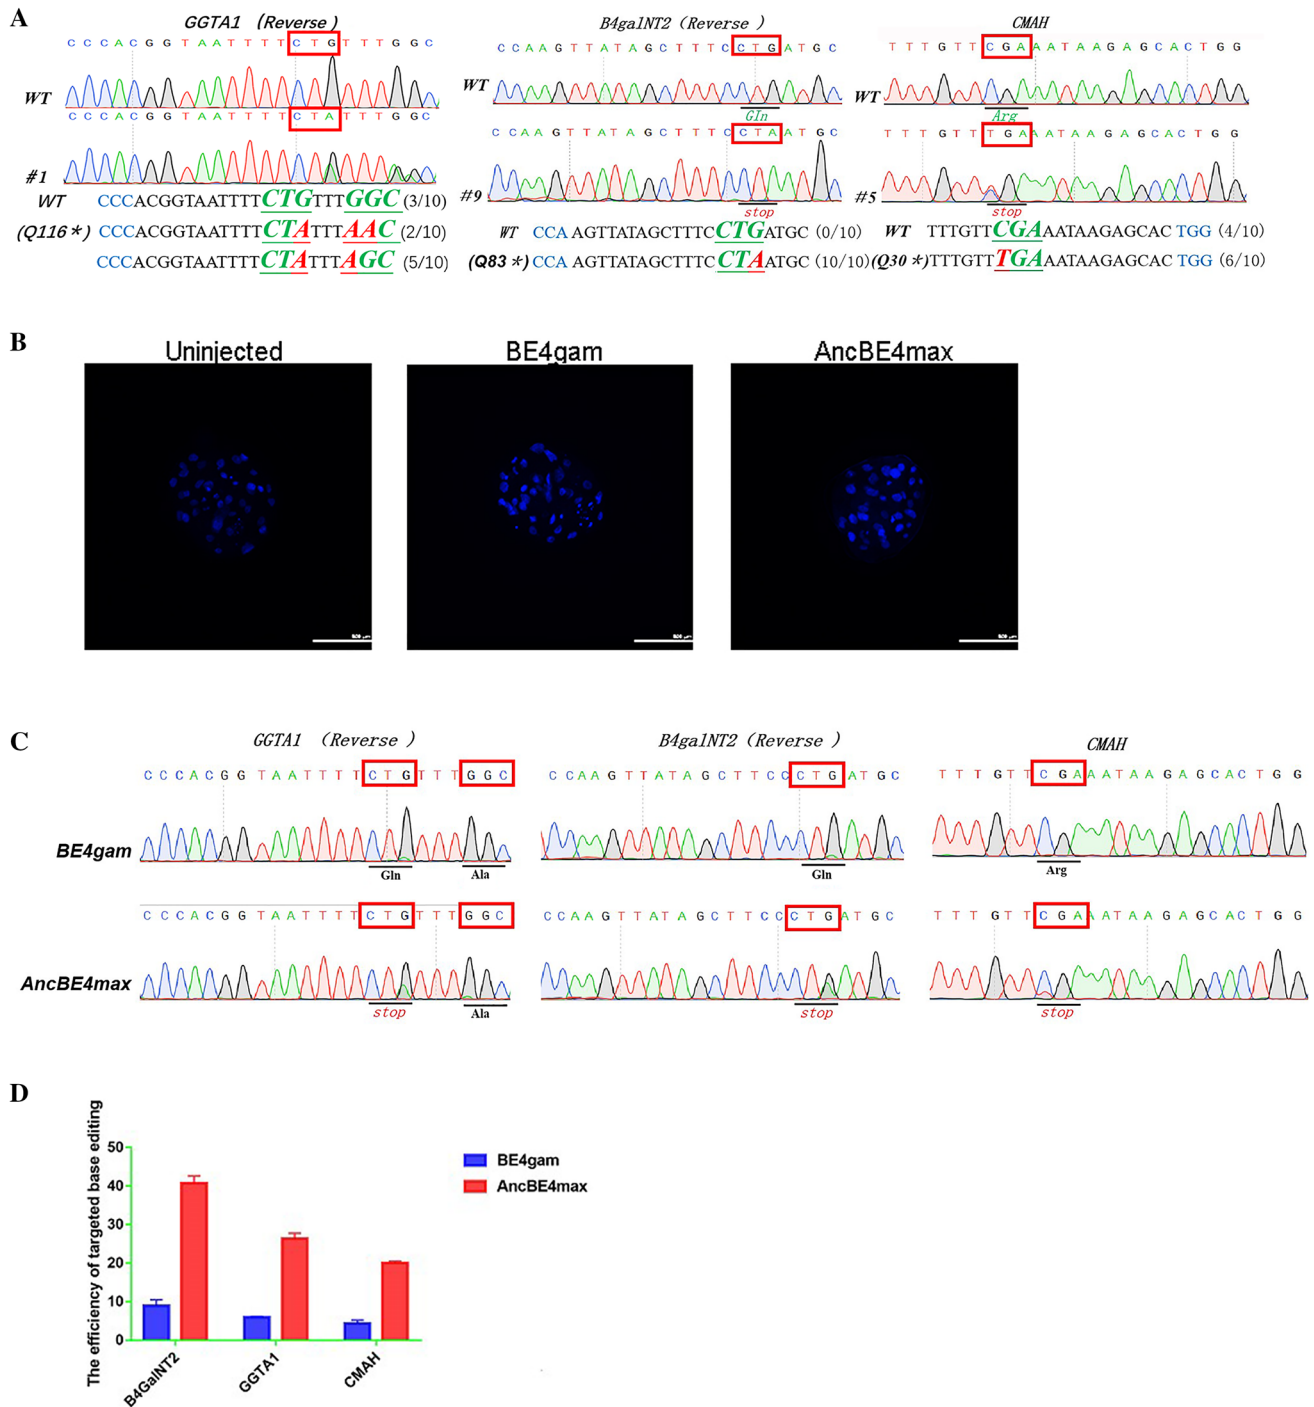 A
GGTA1 (Reverse)
C C C A C G G T A A T T T T C T G T T T G G C
WT
C C C A C G G T A A T T T T C T A T T T G G C
#1
WT CCCACGGTAATTTTCTGTTTGGC (3/10)
(Q116*) CCCACGGTAATTTTCTATTTAAC (2/10)
CCCACGGTAATTTTCTATTTAGC (5/10)
B4galNT2 (Reverse)
C C A A G T T A T A G C T T T C C T G A T G C
WT
Gln
C C A A G T T A T A G C T T T C C T A A T G C
#9
stop
WT CCA AGTTATAGCTTTCCTGATGC (0/10)
(Q83 *) CCA AGTTATAGCTTTCCTAATGC (10/10)
CMAH
T T T G T T C G A A A T A A G A G C A C T G G
WT
Arg
T T T G T T T G A A A T A A G A G C A C T G G
#5
stop
WT TTTGTTCGAAATAAGAGCAC TGG (4/10)
(Q30 *) TTTGTTTGAAATAAGAGCAC TGG (6/10)
B
Uninjected
BE4gam
AncBE4max
C
GGTA1 (Reverse)
C C C A C G G T A A T T T T C T G T T T G G C
BE4gam
Gln
Ala
C C C A C G G T A A T T T T C T G T T T G G C
AncBE4max
stop
Ala
B4galNT2 (Reverse)
C C A A G T T A T A G C T T C C C T G A T G C
Gln
C C A A G T T A T A G C T T C C C T G A T G C
stop
CMAH
T T T G T T C G A A A T A A G A G C A C T G G
Arg
T T T G T T C G A A A T A A G A G C A C T G G
stop
D
The efficiency of targeted base editing
50
40
30
20
10
0
B4GalNT2
GGTA1
CMAH
BE4gam
AncBE4max